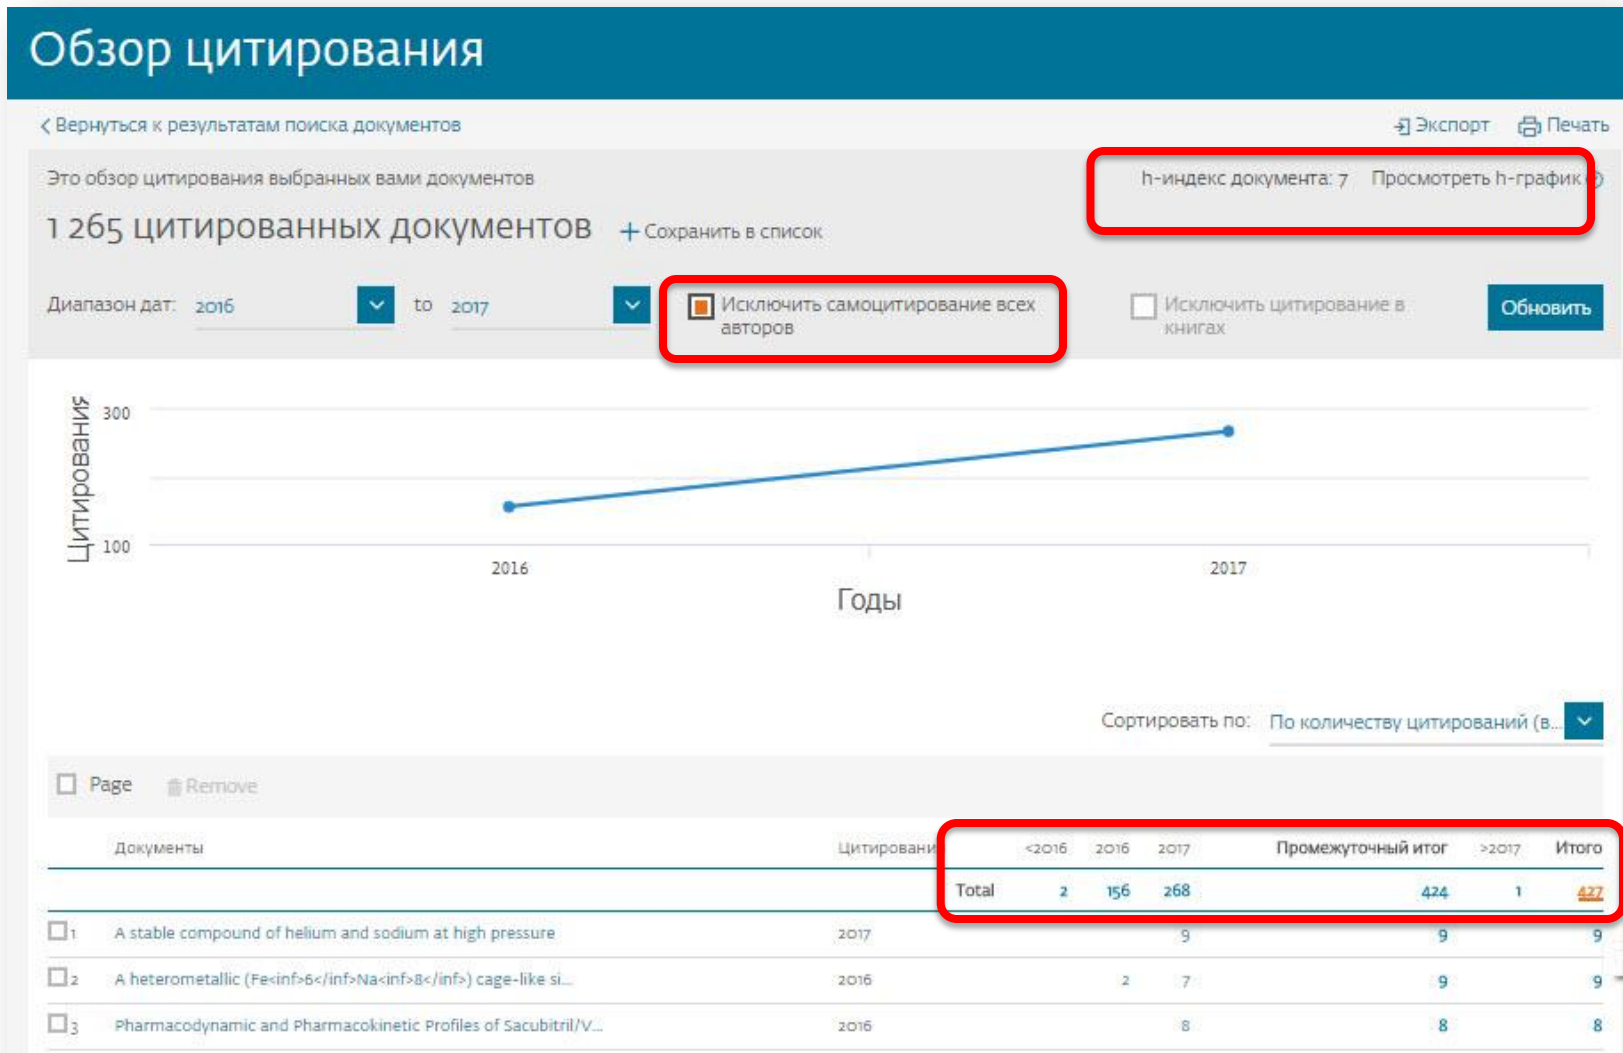 Обзор цитирования
Вернуться к результатам поиска документов
Экспорт Печать
Это обзор цитирования выбранных вами документов
h-индекс документа: 7 Просмотреть h-график
1 265 цитированных документов + Сохранить в список
Диапазон дат: 2016 to 2017
Исключить самоцитирование всех
авторов
Исключить цитирование в
книгах
Обновить
Цитирования
300
100
2016 2017
Годы
Сортировать по: По количеству цитирований (в...
Page Remove
Документы Цитировани <2016 2016 2017 Промежуточный итог >2017 Итого
Total 2 156 268 424 1 427
1 A stable compound of helium and sodium at high pressure 2017 9 9 9
2 A heterometallic (Fe<inf>6</inf>Na<inf>8</inf>) cage-like si... 2016 2 7 9 9
3 Pharmacodynamic and Pharmacokinetic Profiles of Sacubitril/V... 2016 8 8 8